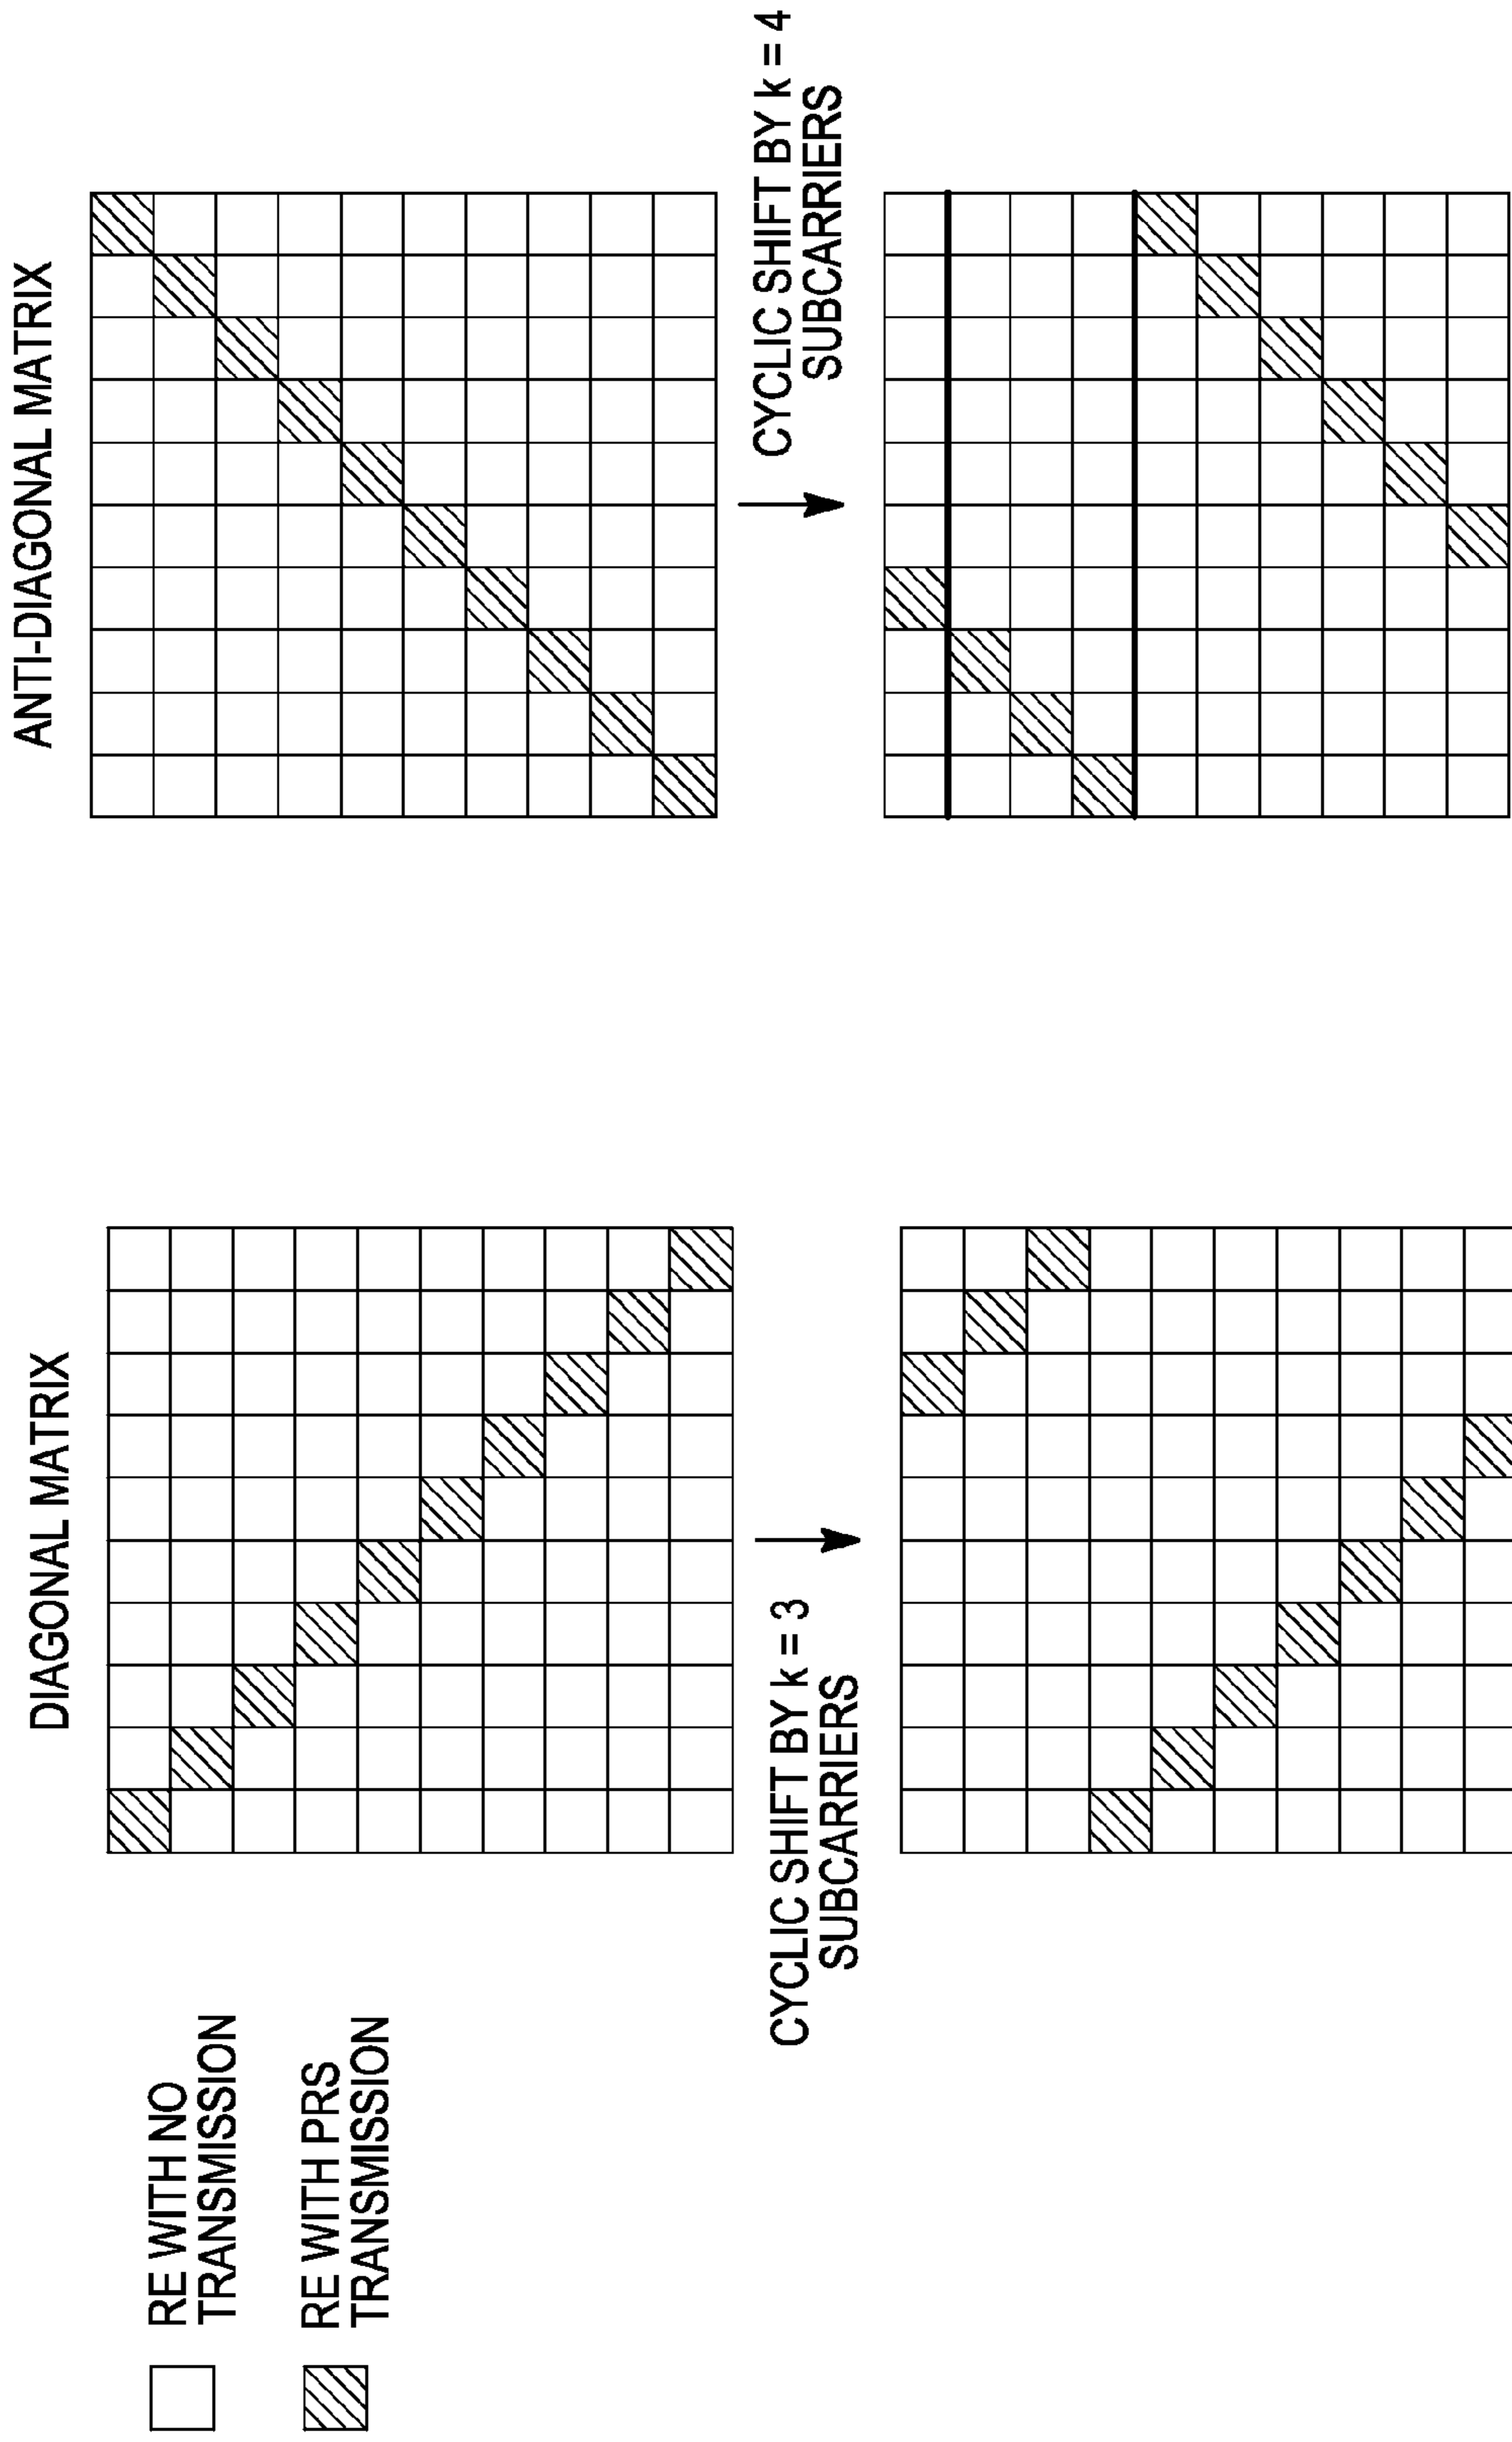 RE WITH NO
TRANSMISSION
RE WITH PRS
TRANSMISSION
DIAGONAL MATRIX
CYCLIC SHIFT BY k = 3
SUBCARRIERS
ANTI-DIAGONAL MATRIX
CYCLIC SHIFT BY k = 4
SUBCARRIERS